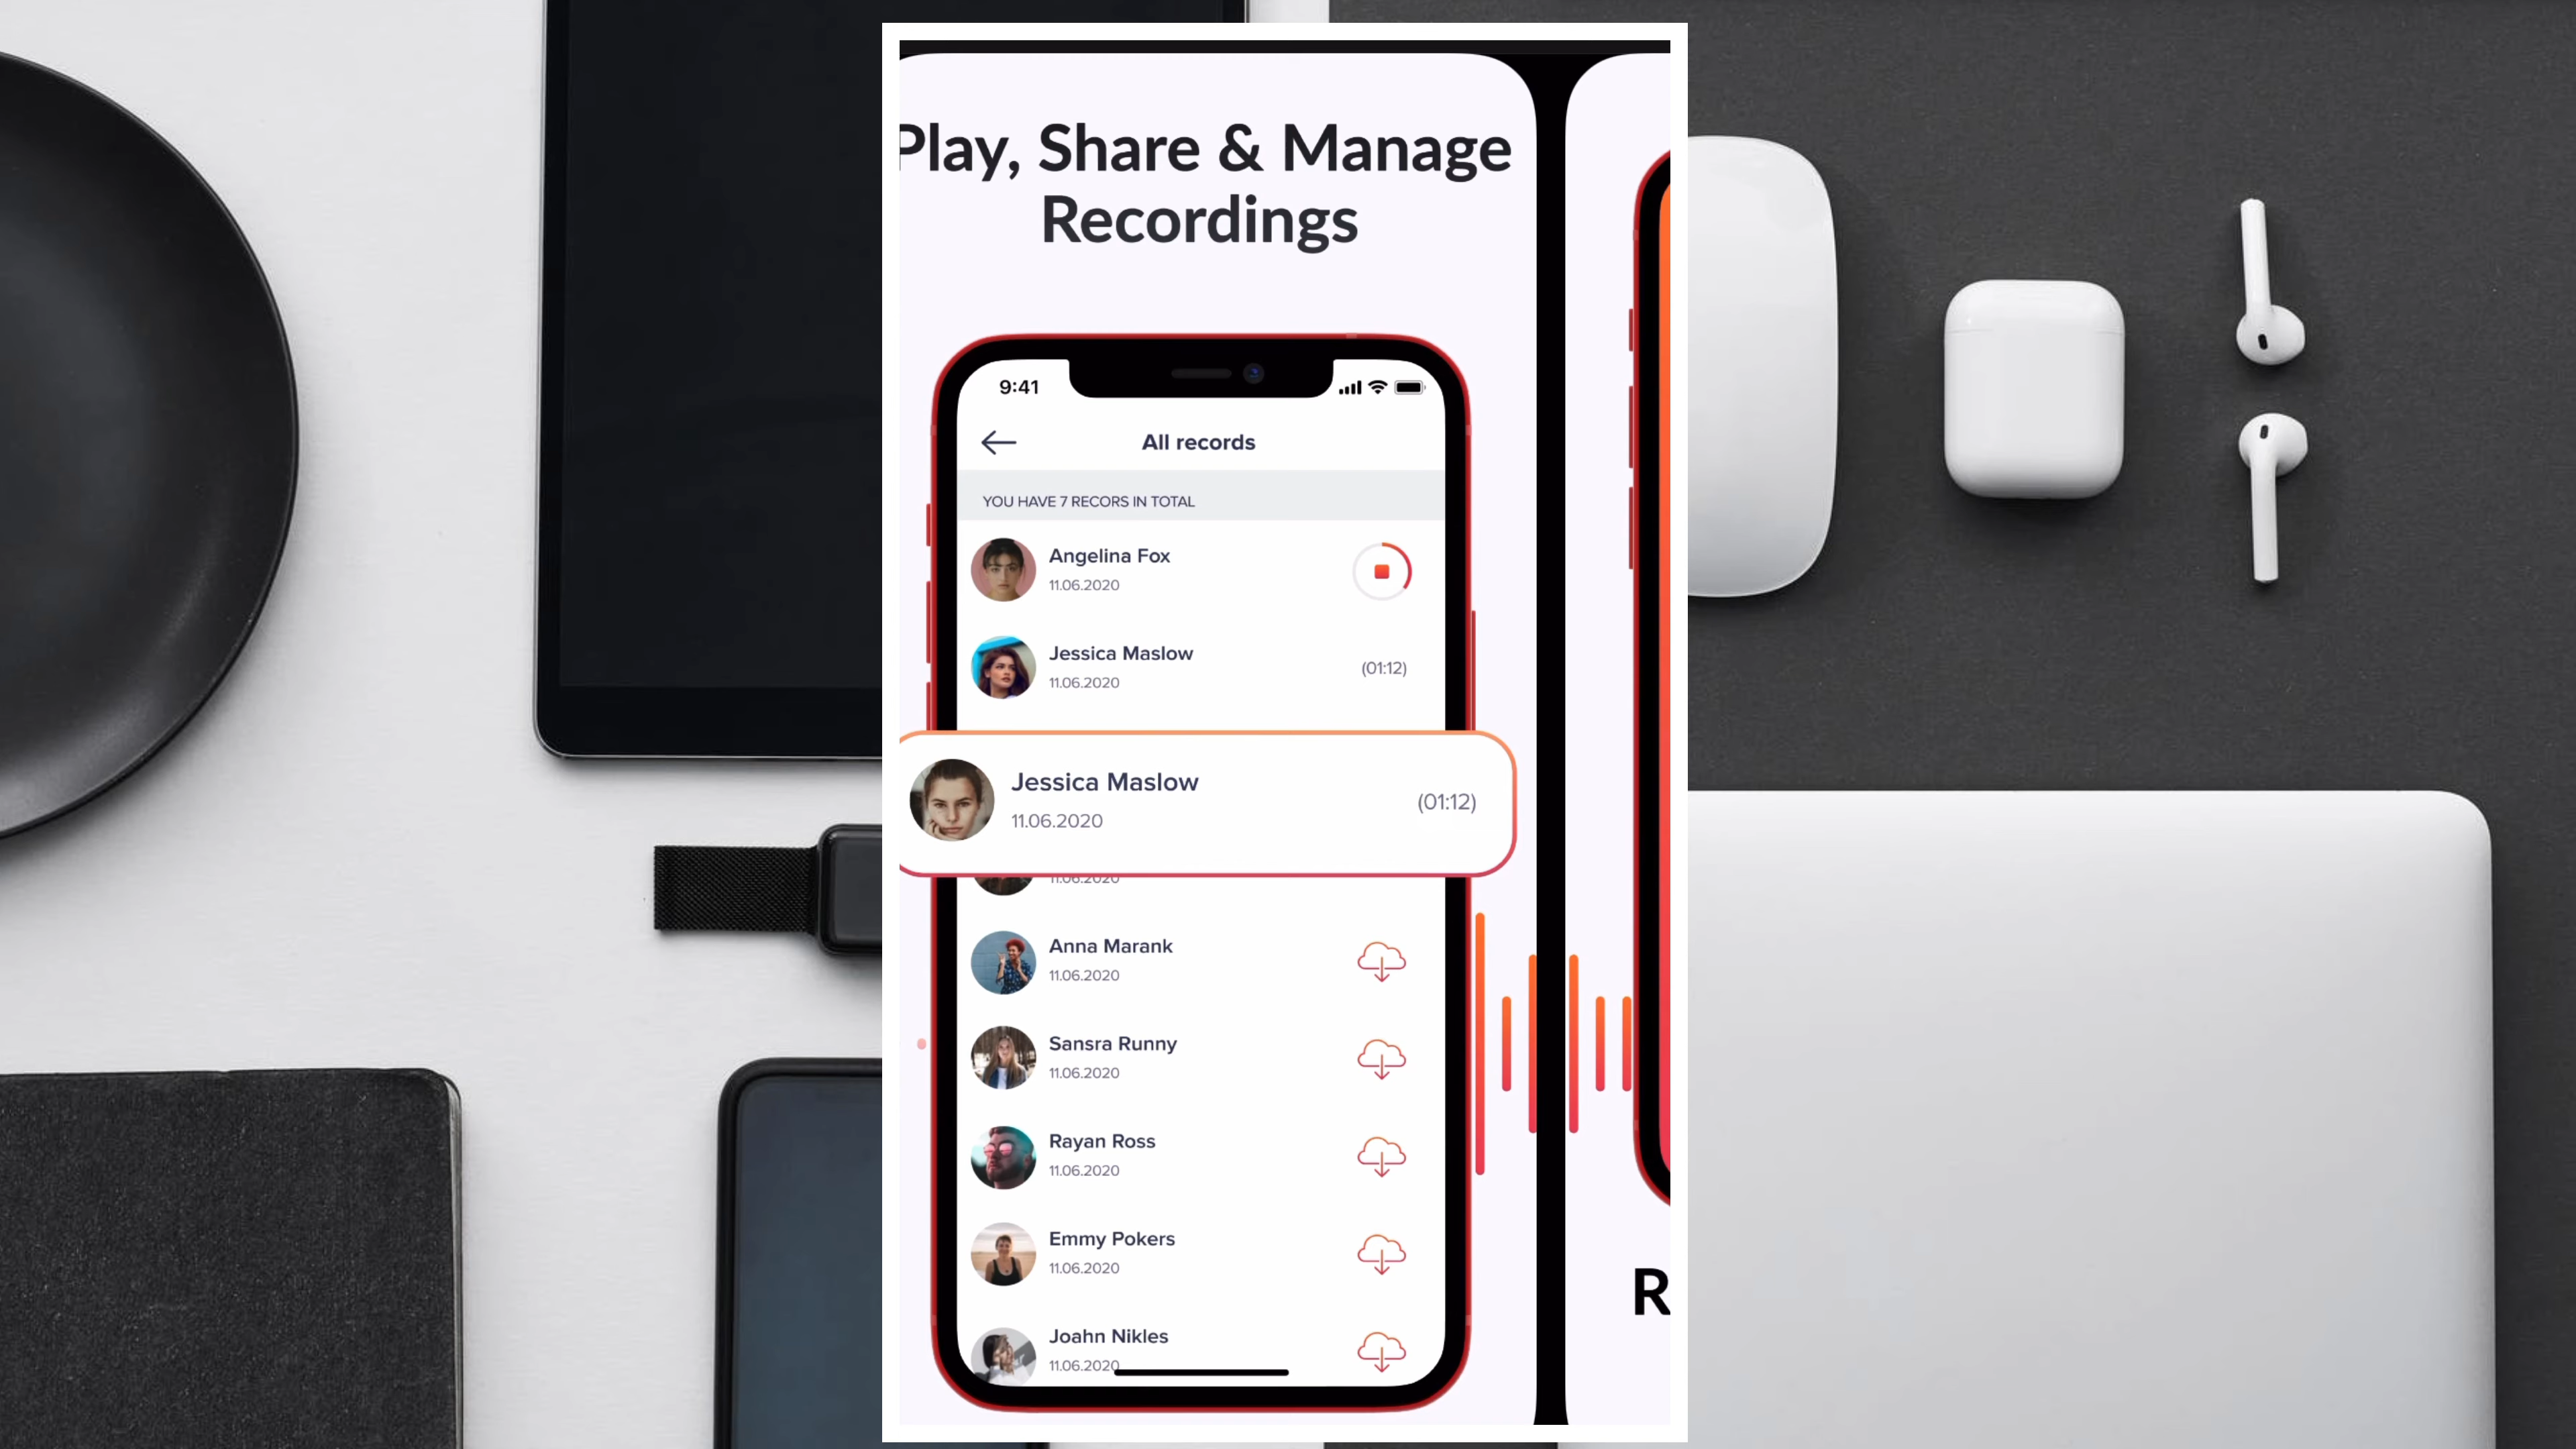 Play, Share & Manage
Recordings
9:41
All records
YOU HAVE 7 RECORS IN TOTAL
Angelina Fox
11.06.2020
Jessica Maslow
11.06.2020
(01:12)
Jessica Maslow
11.06.2020
(01:12)
11.06.2020
Anna Marank
11.06.2020
Sansra Runny
11.06.2020
Rayan Ross
11.06.2020
Emmy Pokers
11.06.2020
Joahn Nikles
11.06.2020
R